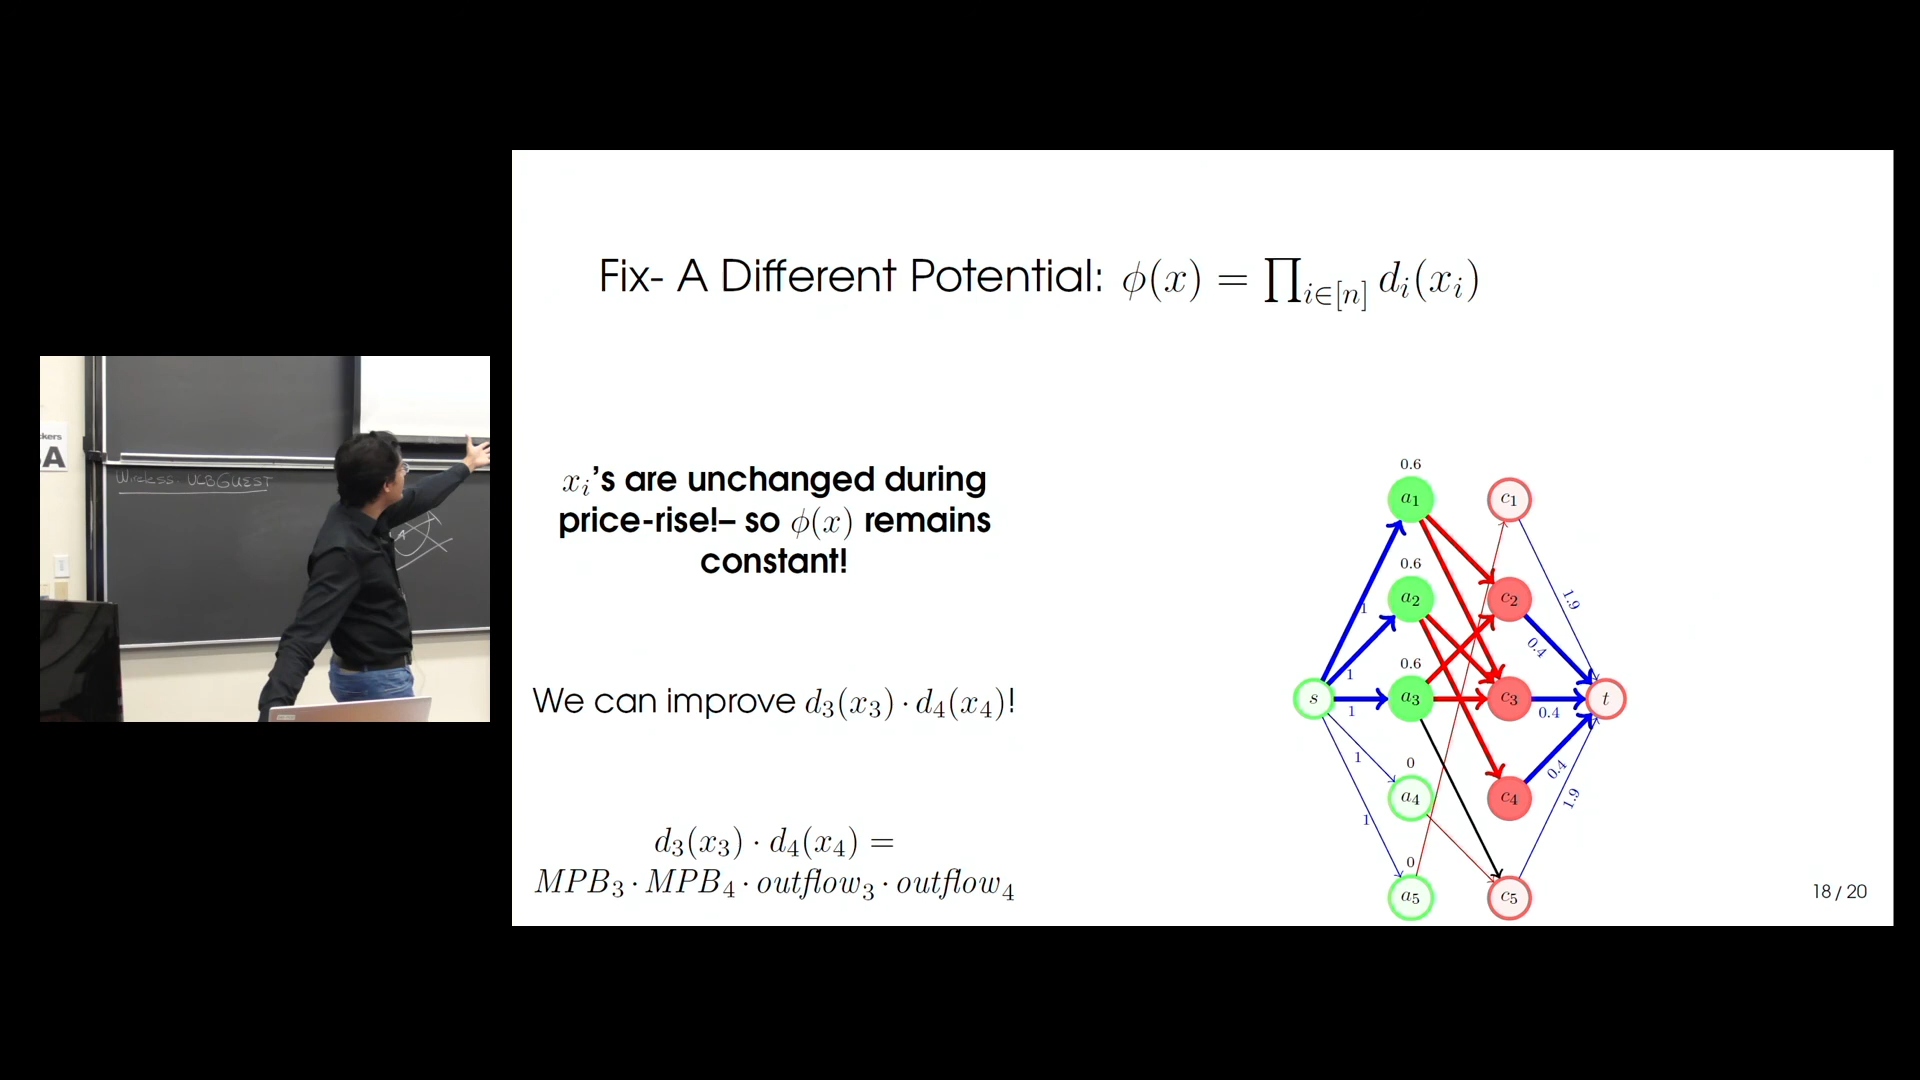 kers
A
Wireless: UCBGUEST
Fix- A Different Potential: ϕ(x) = ∏_{i∈[n]} d_i(x_i)
x_i's are unchanged during
price-rise!– so ϕ(x) remains
constant!
We can improve d_3(x_3) · d_4(x_4)!
d_3(x_3) · d_4(x_4) =
MPB_3 · MPB_4 · outflow_3 · outflow_4
0.6
a_1
c_1
0.6
1
a_2
c_2
1.9
0.6
0.4
1
s
a_3
c_3
t
1
0.4
0
1
0.4
a_4
c_4
1.9
1
0
a_5
c_5
18 / 20